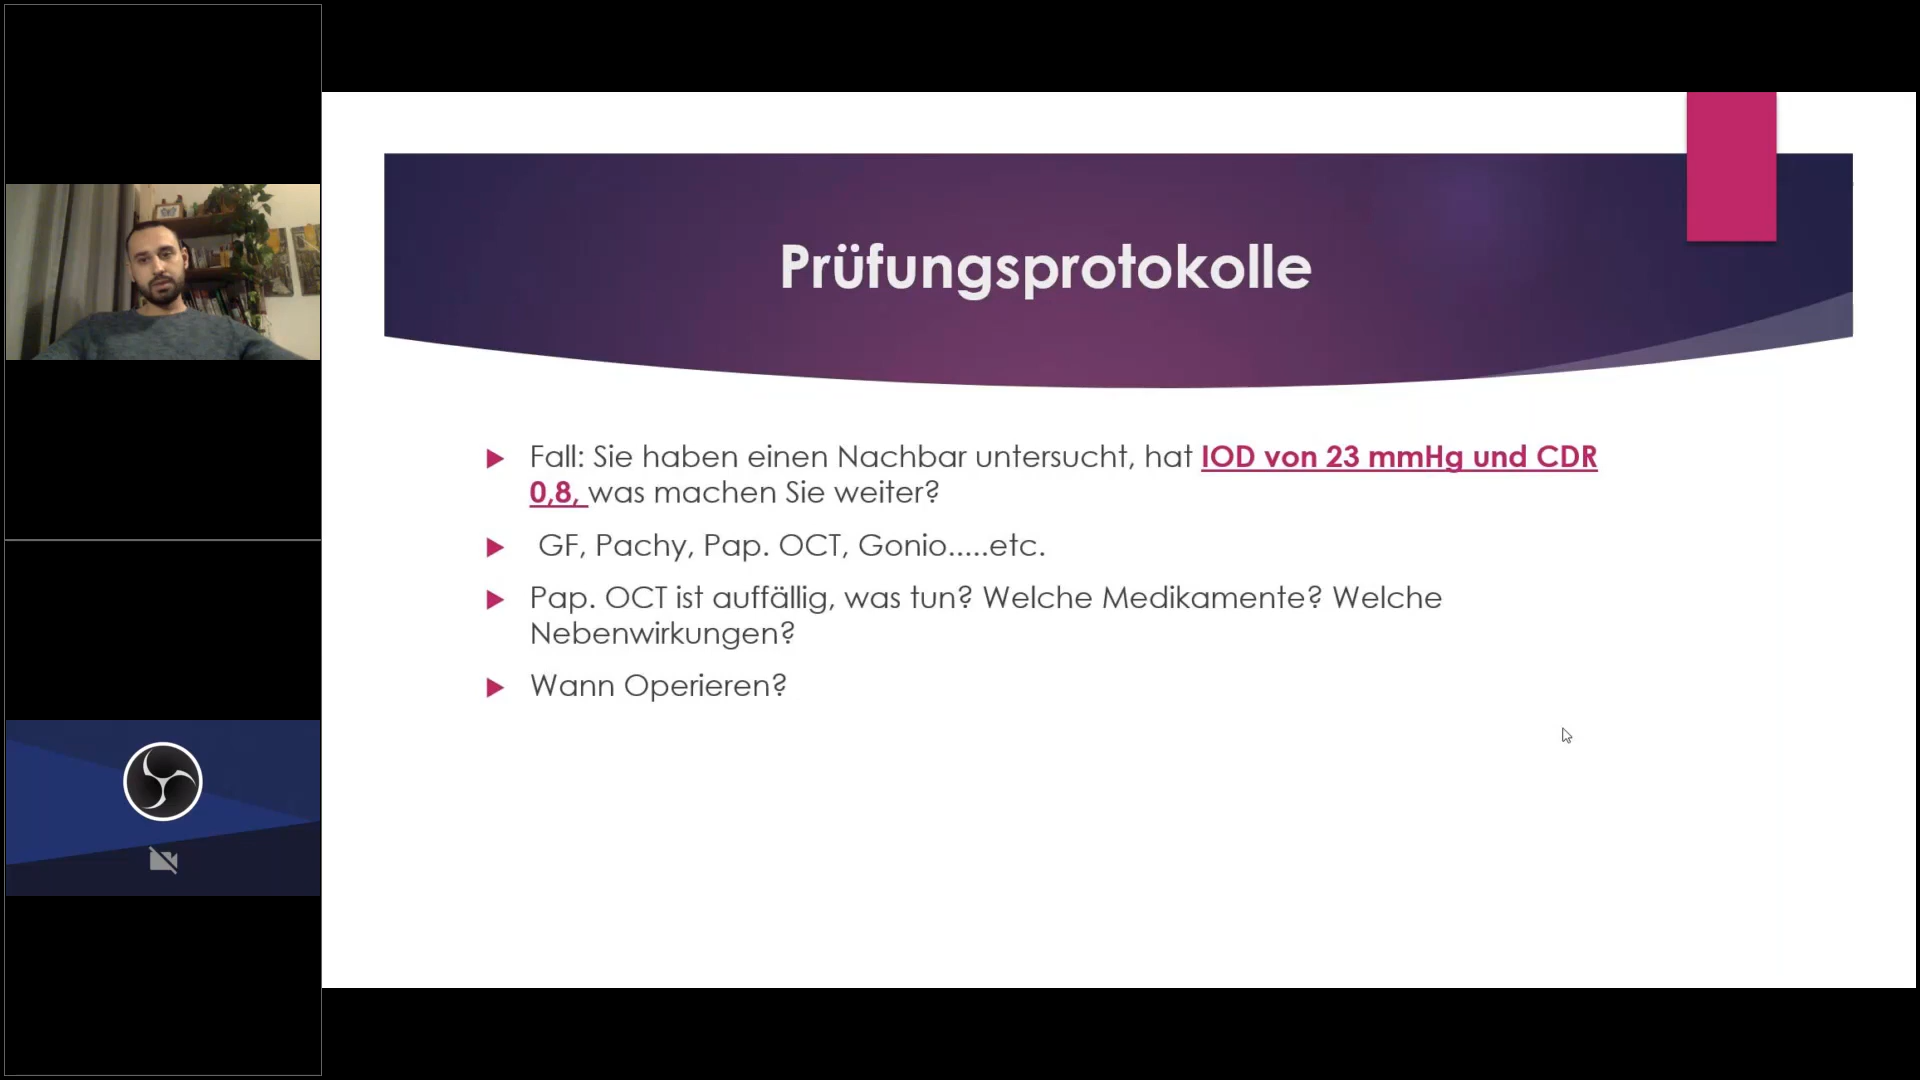 Prüfungsprotokolle
Fall: Sie haben einen Nachbar untersucht, hat IOD von 23 mmHg und CDR
0,8, was machen Sie weiter?
GF, Pachy, Pap. OCT, Gonio.....etc.
Pap. OCT ist auffällig, was tun? Welche Medikamente? Welche
Nebenwirkungen?
Wann Operieren?